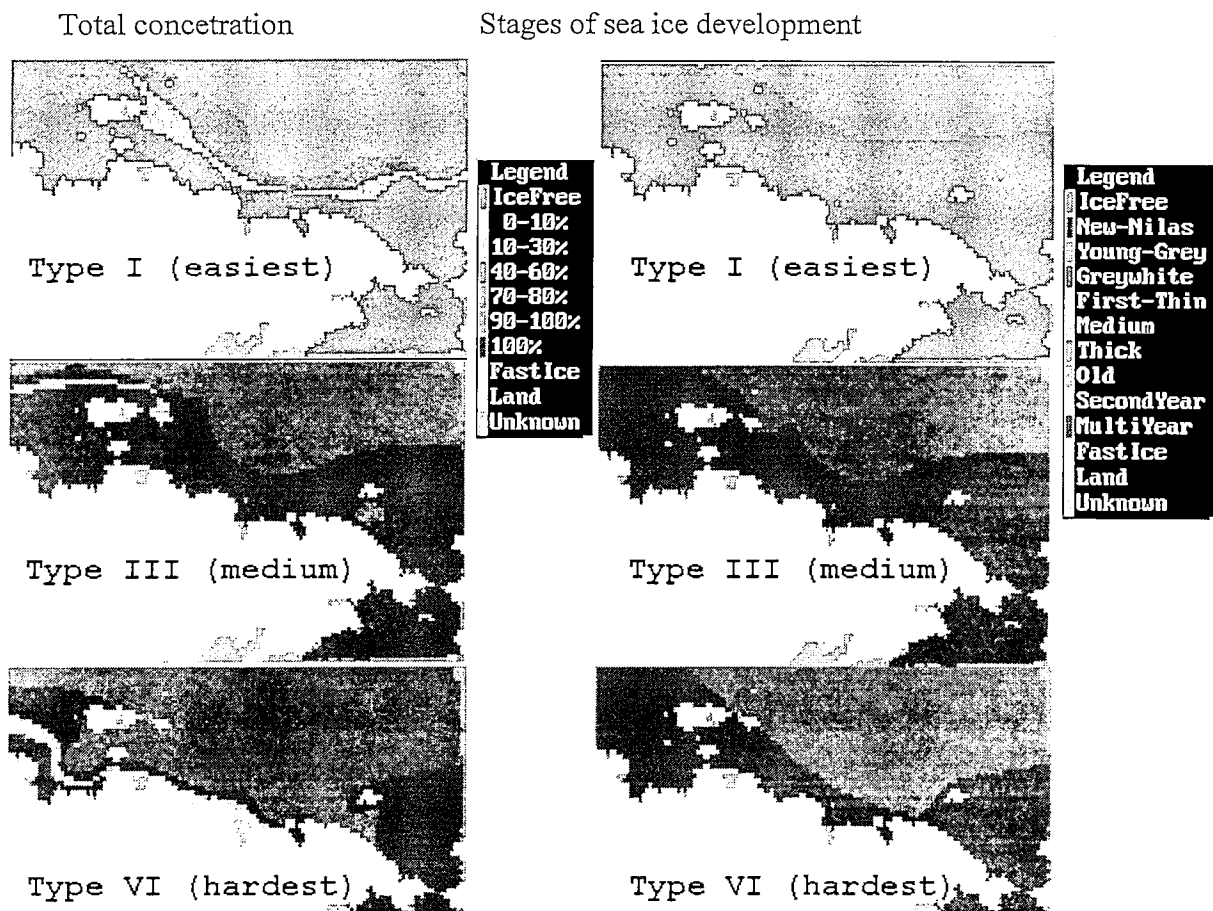 Total concetration
Stages of sea ice development
Legend
IceFree
0-10%
10-30%
40-60%
70-80%
90-100%
100%
FastIce
Land
Unknown
Legend
IceFree
New-Nilas
Young-Grey
Greywhite
First-Thin
Medium
Thick
Old
SecondYear
MultiYear
FastIce
Land
Unknown
Type I (easiest)
Type I (easiest)
Type III (medium)
Type III (medium)
Type VI (hardest)
Type VI (hardest)